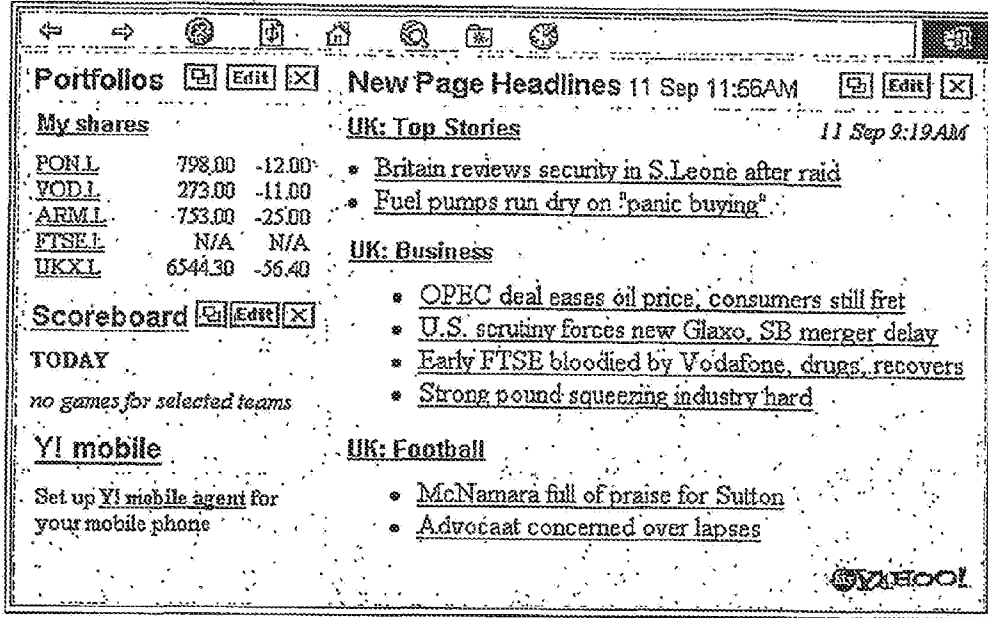 Portfolios Edit
My shares
PON.L 798.00 -12.00
VOD.L 273.00 -11.00
ARM.L 753.00 -25.00
FTSE.L N/A N/A
UKX.L 6544.30 -56.40
Scoreboard Edit
TODAY
no games for selected teams
Y! mobile
Set up Y! mobile agent for
your mobile phone
New Page Headlines 11 Sep 11:56AM Edit
UK: Top Stories 11 Sep 9:19AM
• Britain reviews security in S.Leone after raid
• Fuel pumps run dry on "panic buying"
UK: Business
• OPEC deal eases oil price, consumers still fret
• U.S. scrutiny forces new Glaxo, SB merger delay
• Early FTSE bloodied by Vodafone, drugs, recovers
• Strong pound squeezing industry hard
UK: Football
• McNamara full of praise for Sutton
• Advocaat concerned over lapses
YAHOO!